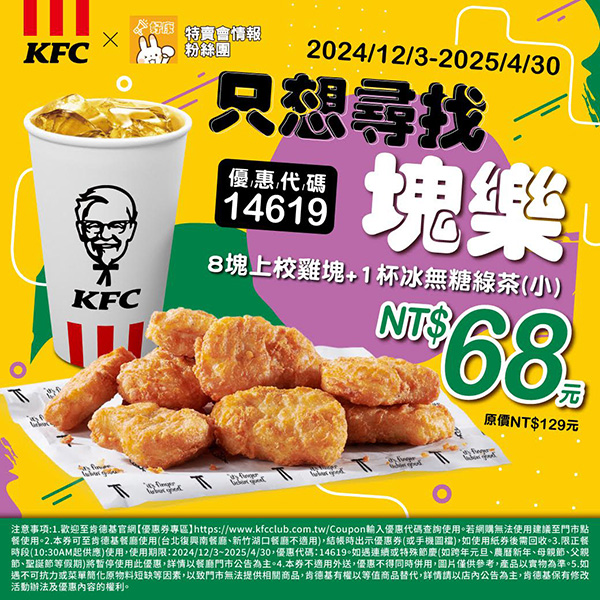 KFC × 好康 特賣會情報
粉絲團
2024/12/3-2025/4/30
只想尋找
塊樂
優惠代碼
14619
8塊上校雞塊+1杯冰無糖綠茶(小)
NT$68元
原價NT$129元
KFC
it's finger
lickin' good
注意事項:1.歡迎至肯德基官網【優惠券專區】https://www.kfcclub.com.tw/Coupon輸入優惠代碼查詢使用。若網購無法使用建議至門市點
餐使用。2.本券可至肯德基餐廳使用(台北復興南餐廳、新竹湖口餐廳不適用),結帳時出示優惠券(或手機圖檔),如使用紙券後需回收。3.限正餐
時段(10:30AM起供應)使用,使用期限:2024/12/3~2025/4/30,優惠代碼:14619。如遇連續或特殊節慶(如跨年元旦、農曆新年、母親節、父親
節、聖誕節等假期)將暫停使用此優惠,詳情以餐廳門市公告為主。4.本券不適用外送,優惠不得同時併用,圖片僅供參考,產品以實物為準。5.如
遇不可抗力或菜單簡化原物料短缺等因素,以致門市無法提供相關商品,肯德基有權以等值商品替代,詳情請以店內公告為主,肯德基保有修改
活動辦法及優惠內容的權利。